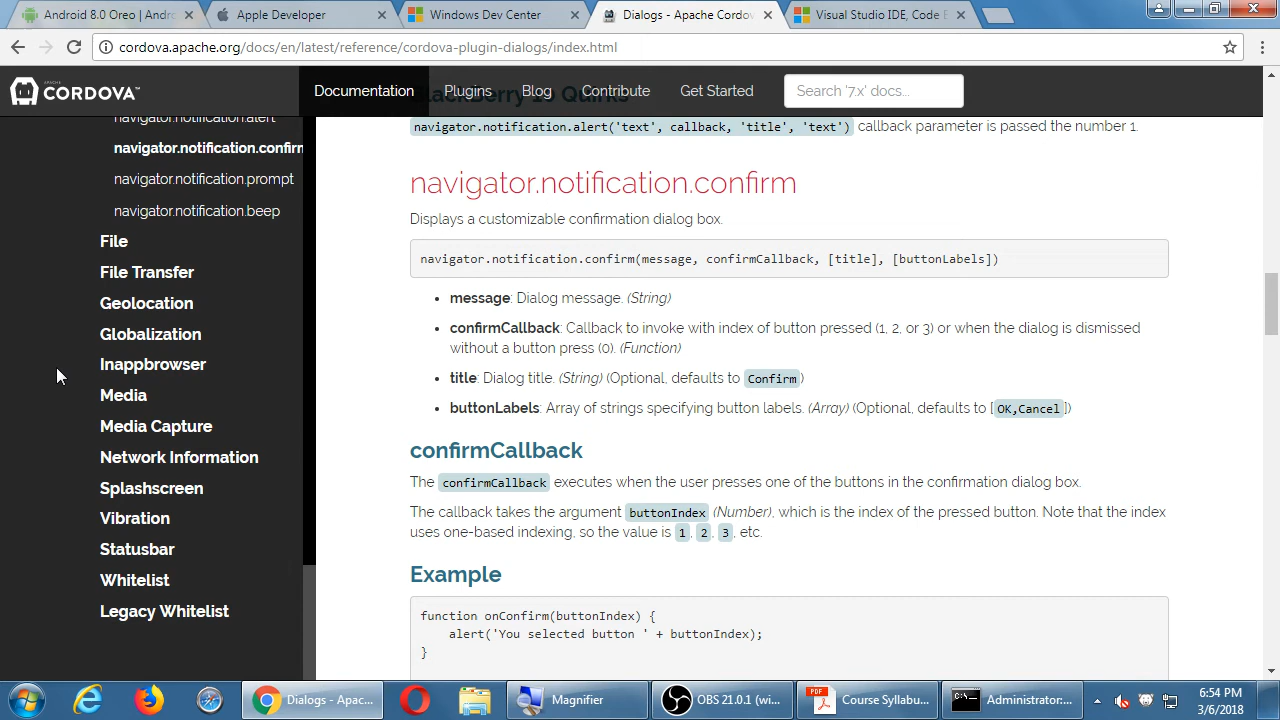 Android 8.0 Oreo | Andro
Apple Developer
Windows Dev Center
Dialogs - Apache Cordov
Visual Studio IDE, Code E
cordova.apache.org/docs/en/latest/reference/cordova-plugin-dialogs/index.html
APACHE
CORDOVA™
Documentation
Plugins
Blog
Contribute
Get Started
Search '7.x' docs...
navigator.notification.alert
navigator.notification.confirm
navigator.notification.prompt
navigator.notification.beep
File
File Transfer
Geolocation
Globalization
Inappbrowser
Media
Media Capture
Network Information
Splashscreen
Vibration
Statusbar
Whitelist
Legacy Whitelist
BlackBerry 10 Quirks
navigator.notification.alert('text', callback, 'title', 'text') callback parameter is passed the number 1.
navigator.notification.confirm
Displays a customizable confirmation dialog box.
navigator.notification.confirm(message, confirmCallback, [title], [buttonLabels])
• message: Dialog message. (String)
• confirmCallback: Callback to invoke with index of button pressed (1, 2, or 3) or when the dialog is dismissed
without a button press (0). (Function)
• title: Dialog title. (String) (Optional, defaults to Confirm)
• buttonLabels: Array of strings specifying button labels. (Array) (Optional, defaults to [OK,Cancel])
confirmCallback
The confirmCallback executes when the user presses one of the buttons in the confirmation dialog box.
The callback takes the argument buttonIndex (Number), which is the index of the pressed button. Note that the index
uses one-based indexing, so the value is 1, 2, 3, etc.
Example
function onConfirm(buttonIndex) {
alert('You selected button ' + buttonIndex);
}
Dialogs - Apac...
Magnifier
OBS 21.0.1 (wi...
PDF
Course Syllabu...
Administrator:...
6:54 PM
3/6/2018